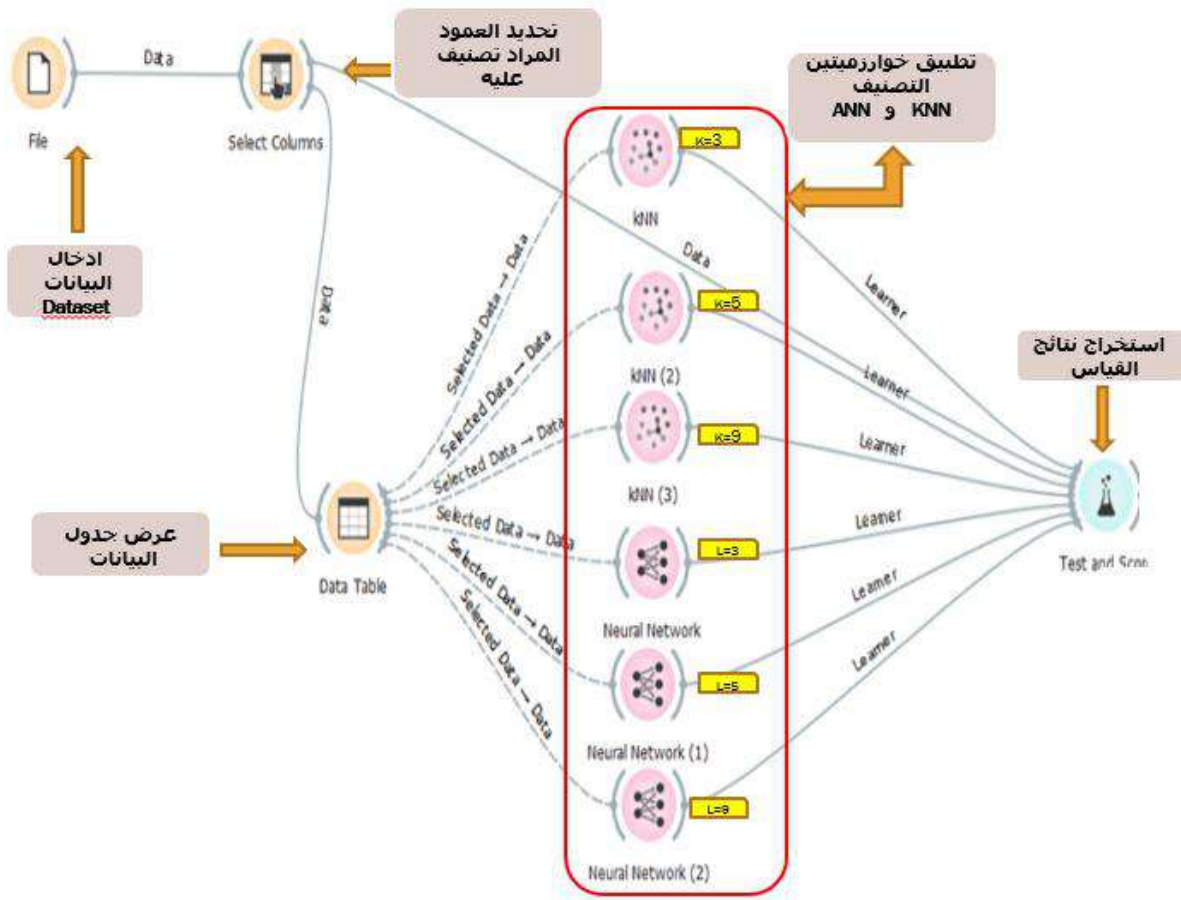 تحديد العمود
المراد تصنيف
عليه
تطبيق خوارزميتين
التصنيف
KNN و ANN
Data
File
Select Columns
K=3
kNN
ادخال
البيانات
Dataset
Data
Data
Selected Data → Data
Learner
K=5
kNN (2)
Selected Data → Data
Learner
استخراج نتائج
القياس
K=9
kNN (3)
Selected Data → Data
Learner
عرض جدول
البيانات
Data Table
Selected Data → Data
L=3
Neural Network
Learner
Test and Scor
Selected Data → Data
L=5
Neural Network (1)
Learner
Selected Data → Data
L=9
Neural Network (2)
Learner